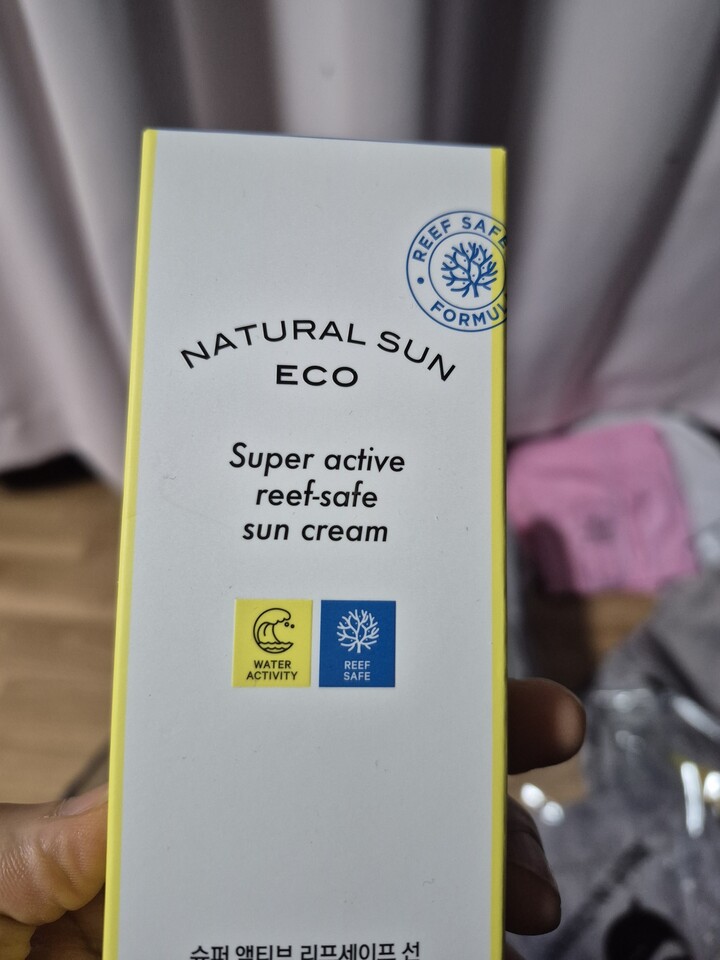 REEF SAFE
FORMUL
NATURAL SUN
ECO
Super active
reef-safe
sun cream
WATER
ACTIVITY
REEF
SAFE
슈퍼 액티브 리프세이프 선